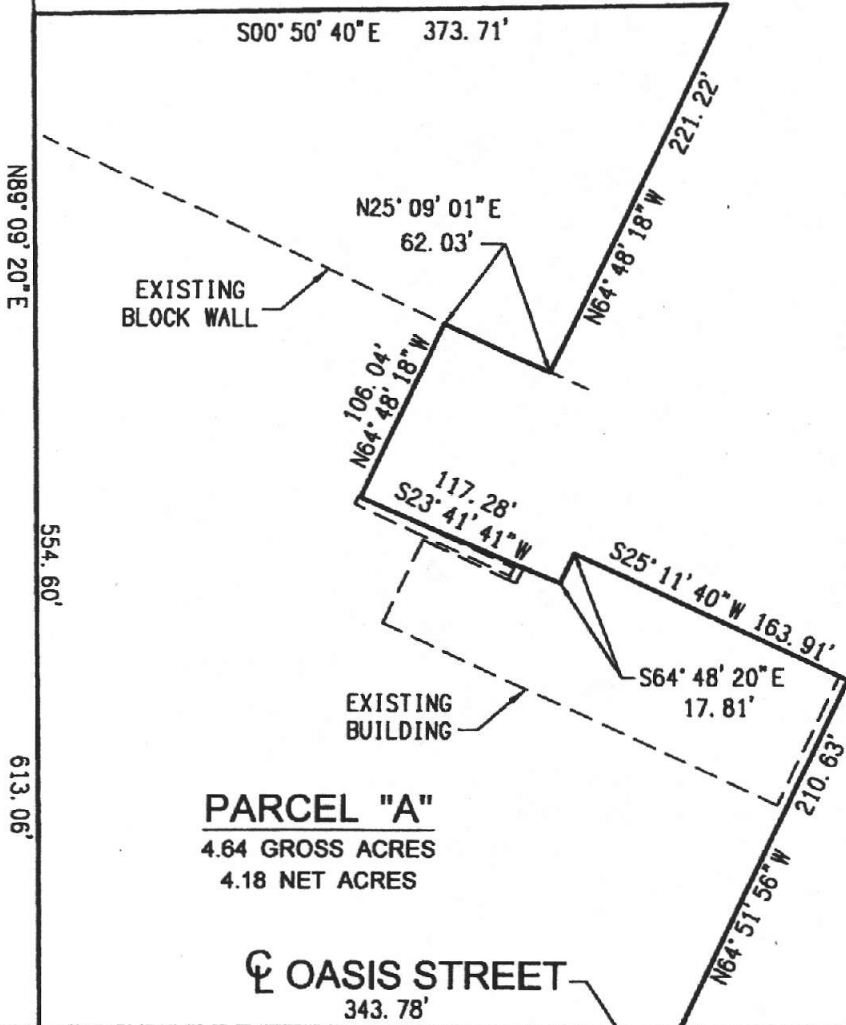 S00° 50' 40"E 373.71'
221.22'
N64° 48' 18"W
N25° 09' 01"E
62.03'
N89° 09' 20"E
EXISTING
BLOCK WALL
106.04'
N64° 48' 18"W
117.28'
S23° 41' 41"W
S25° 11' 40"W 163.91'
554.60'
S64° 48' 20"E
17.81'
EXISTING
BUILDING
210.63'
N64° 51' 56"W
613.06'
PARCEL "A"
4.64 GROSS ACRES
4.18 NET ACRES
℄ OASIS STREET
343.78'